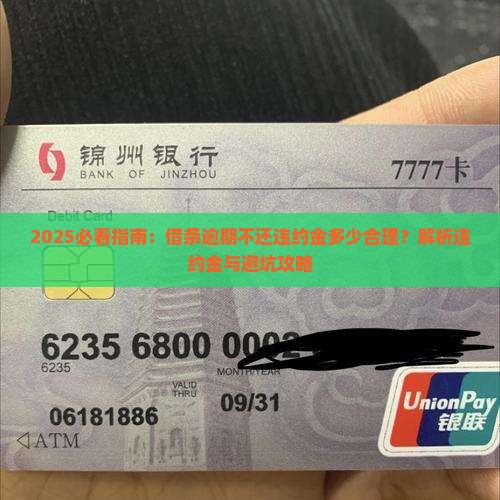 锦州银行
BANK OF JINZHOU
7777卡
Debit Card
2025必看指南：借条逾期不还违约金多少合理？解析违
约金与避坑攻略
6235 6800 0002
6235
MONTH/YEAR
VALID
THRU
09/31
06181886
ATM
UnionPay
银联